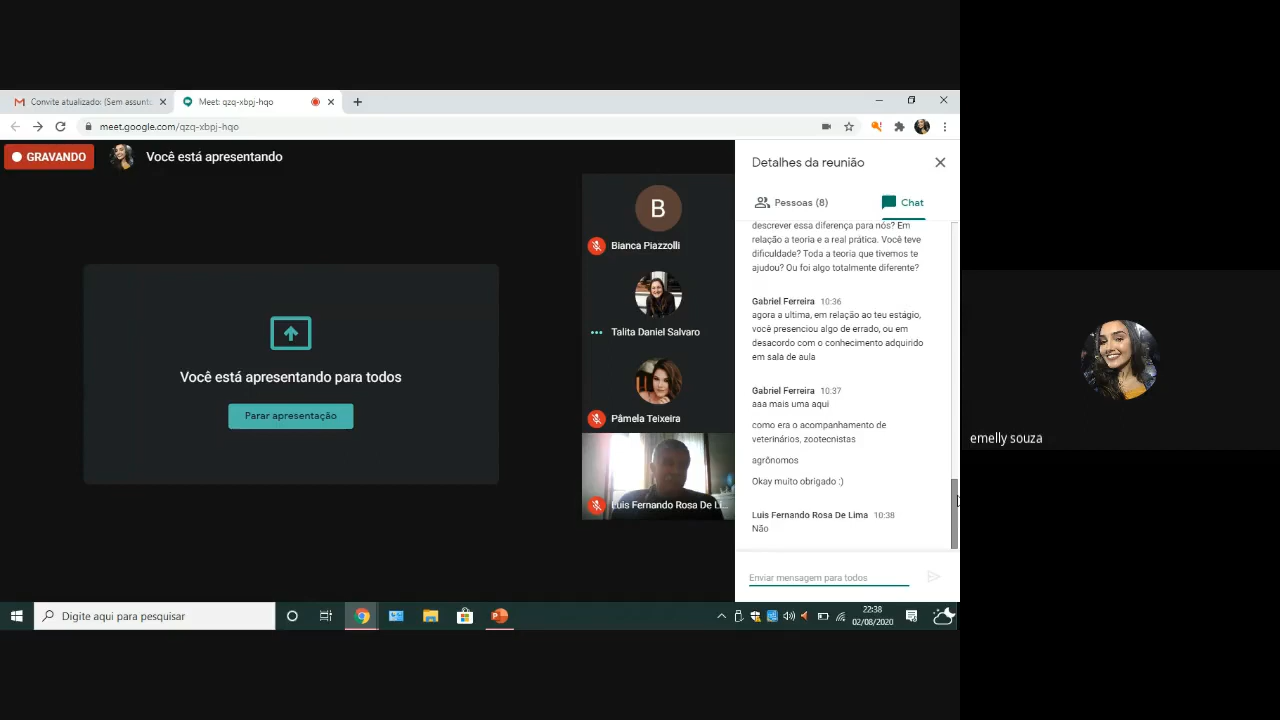 Convite atualizado: (Sem assunt
Meet: qzq-xbpj-hqo
meet.google.com/qzq-xbpj-hqo
GRAVANDO
Você está apresentando
Você está apresentando para todos
Parar apresentação
B
Bianca Piazzolli
Talita Daniel Salvaro
Pâmela Teixeira
Luis Fernando Rosa De Li...
Detalhes da reunião
Pessoas (8)
Chat
descrever essa diferença para nós? Em
relação a teoria e a real prática. Você teve
dificuldade? Toda a teoria que tivemos te
ajudou? Ou foi algo totalmente diferente?
Gabriel Ferreira 10:36
agora a ultima, em relação ao teu estágio,
você presenciou algo de errado, ou em
desacordo com o conhecimento adquirido
em sala de aula
Gabriel Ferreira 10:37
aaa mais uma aqui
como era o acompanhamento de
veterinários, zootecnistas
agrônomos
Okay muito obrigado :)
Luis Fernando Rosa De Lima 10:38
Não
Enviar mensagem para todos
emelly souza
Digite aqui para pesquisar
22:38
02/08/2020